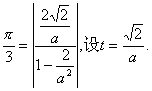 π/3 = |(2√2/a)/(1 − 2/a²)|,设t = √2/a.